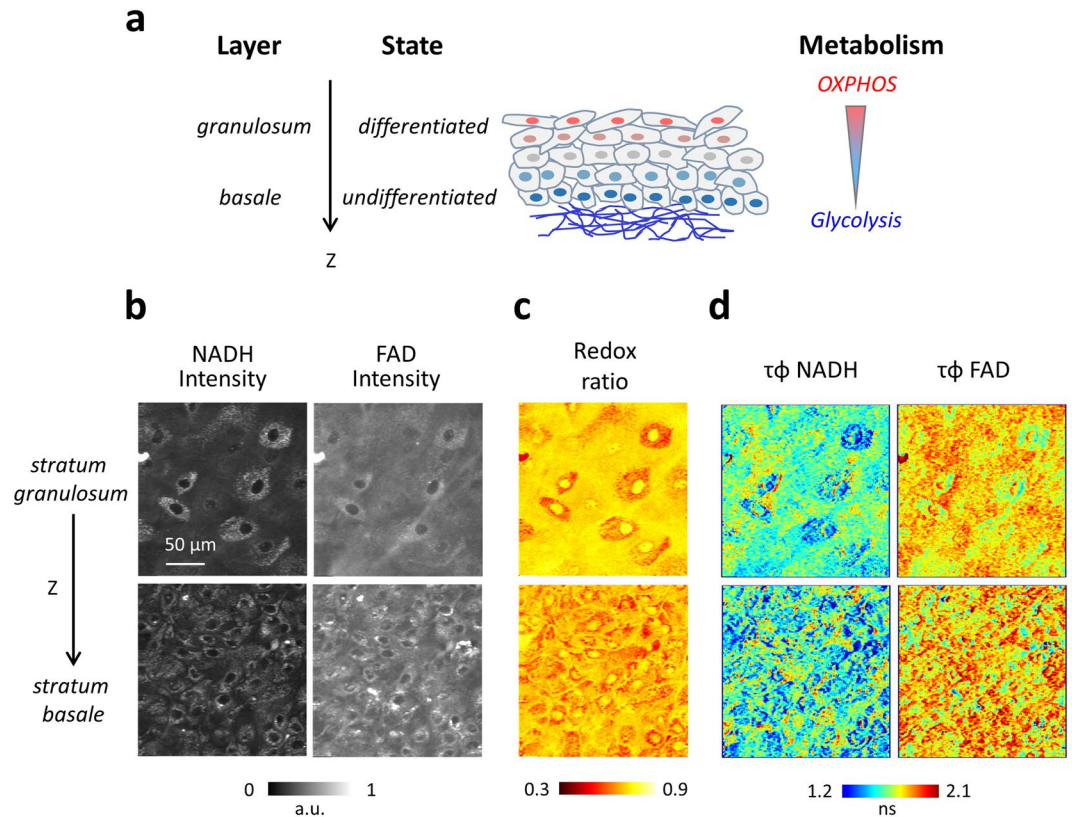 a
Layer
State
Metabolism
OXPHOS
granulosum
differentiated
basale
undifferentiated
Glycolysis
Z
b
c
d
NADH
Intensity
FAD
Intensity
Redox
ratio
τϕ NADH
τϕ FAD
stratum
granulosum
50 µm
Z
stratum
basale
0
1
a.u.
0.3
0.9
1.2
2.1
ns